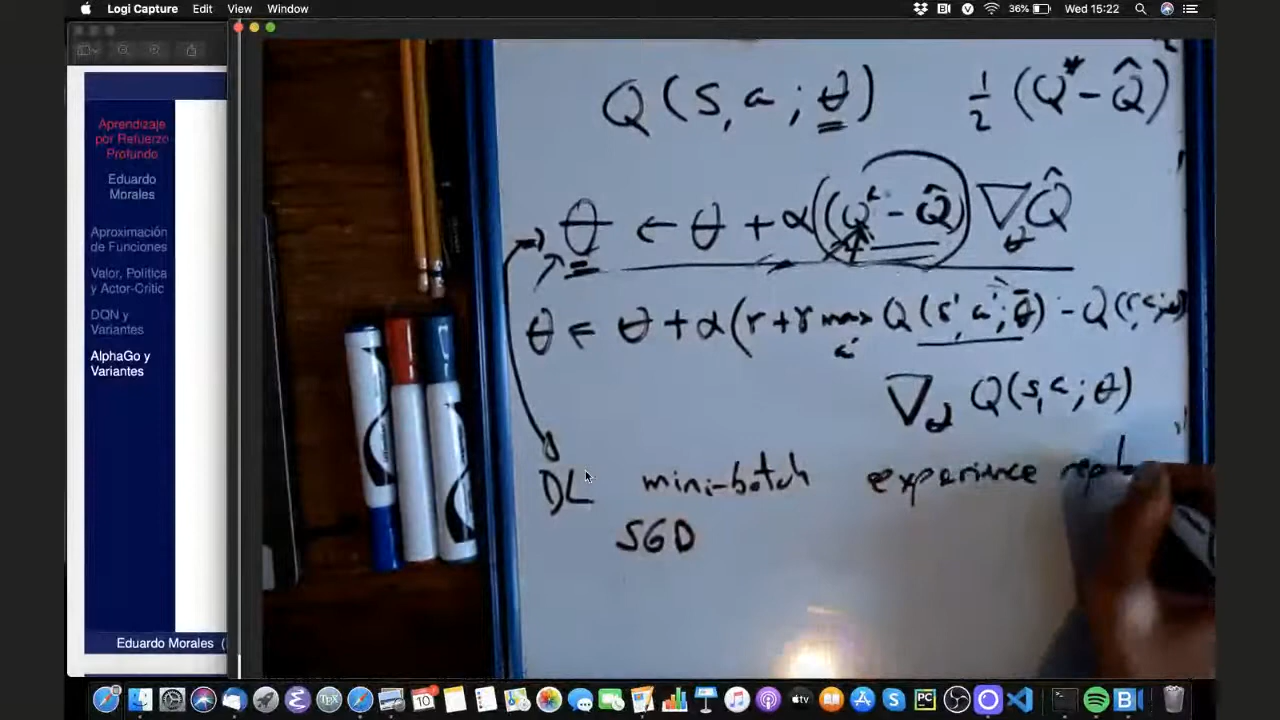 Logi Capture Edit View Window
36% Wed 15:22
Aprendizaje
por Refuerzo
Profundo
Eduardo
Morales
Aproximación
de Funciones
Valor, Política
y Actor-Critic
DQN y
Variantes
AlphaGo y
Variantes
Eduardo Morales (
Q(s,a;θ) ½(Q*-Q̂)
θ ← θ + α(Q - Q̂)∇θ Q̂
θ ← θ + α(r + γ max a' Q(s',a';θ̄) - Q(
∇θ Q(s,a;θ)
DL mini-batch experience
SGD